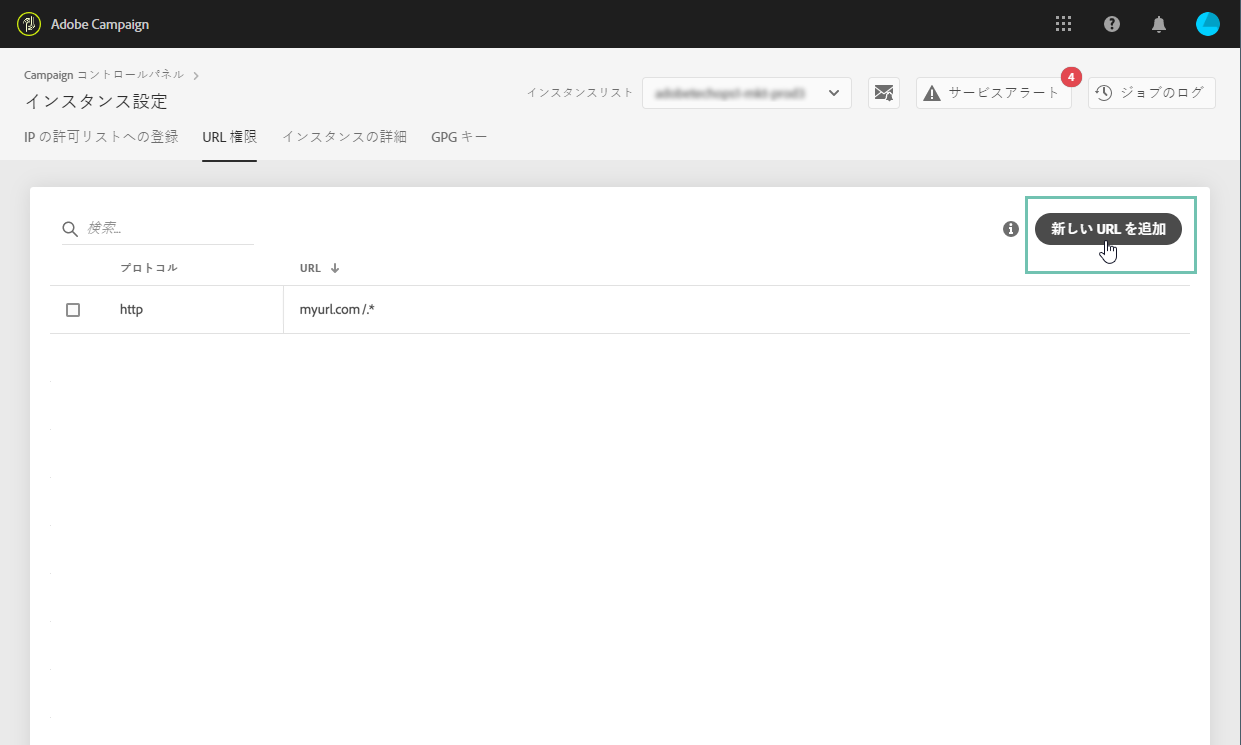 Adobe Campaign
Campaign コントロールパネル
インスタンス設定
インスタンスリスト
4
サービスアラート
ジョブのログ
IP の許可リストへの登録 URL 権限 インスタンスの詳細 GPG キー
検索...
新しい URL を追加
プロトコル URL
http myurl.com/.*